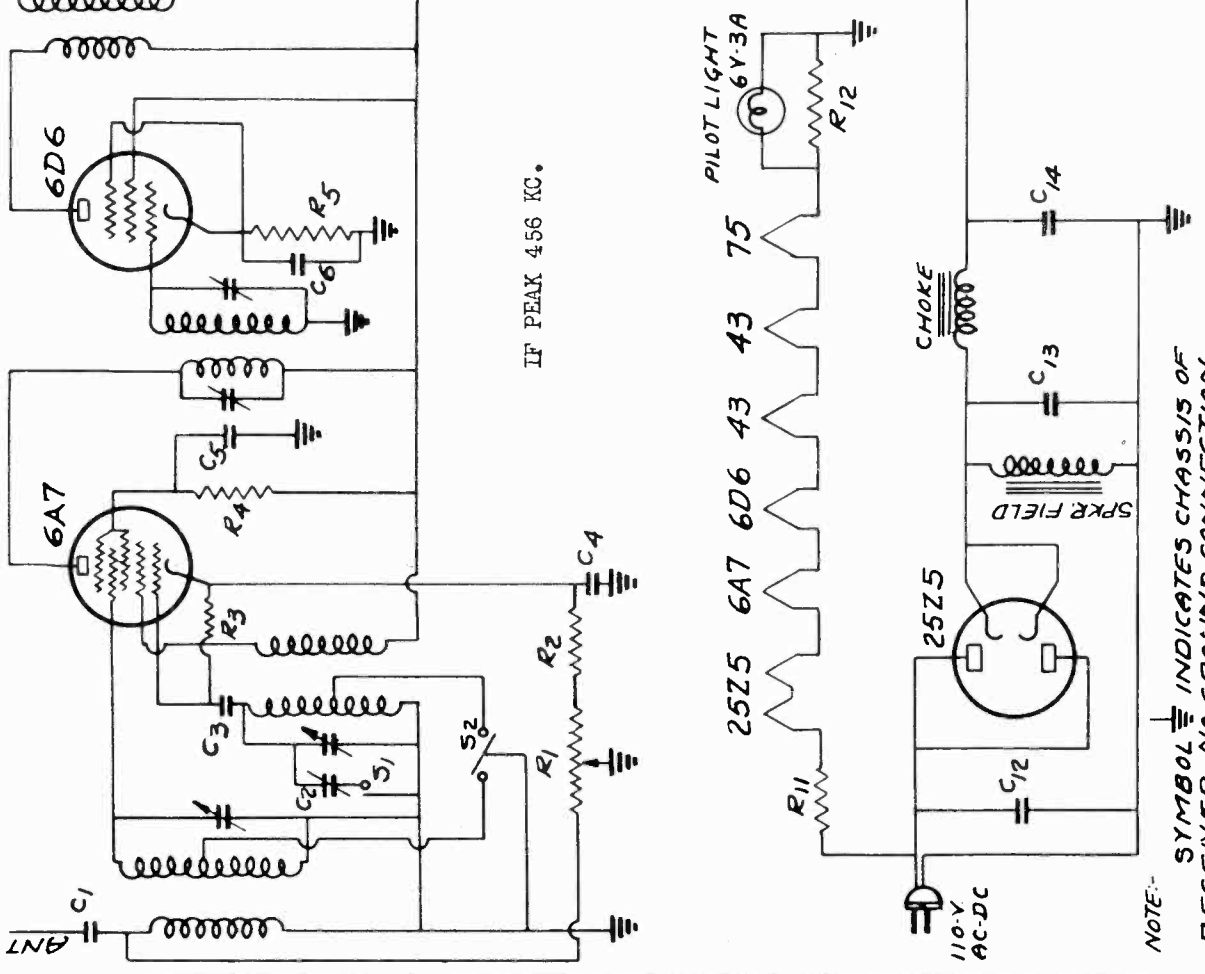 ANT
C1
6A7
6D6
R4
C5
R5
C6
R3
C3
C2
S1
S2
R1
R2
C4
IF PEAK 456 KC.
PILOT LIGHT
6V-3A
R12
25Z5 6A7 6D6 43 43 75
R11
110-V
AC-DC
C12
25Z5
SPKR. FIELD
C13
CHOKE
C14
NOTE:-
SYMBOL INDICATES CHASSIS OF